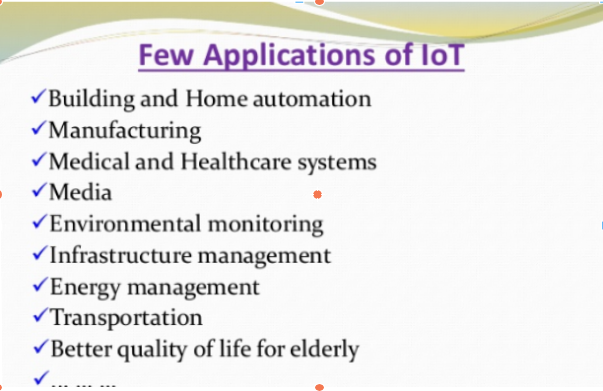 Few Applications of IoT
✓Building and Home automation
✓Manufacturing
✓Medical and Healthcare systems
✓Media
✓Environmental monitoring
✓Infrastructure management
✓Energy management
✓Transportation
✓Better quality of life for elderly
✓... ... ...